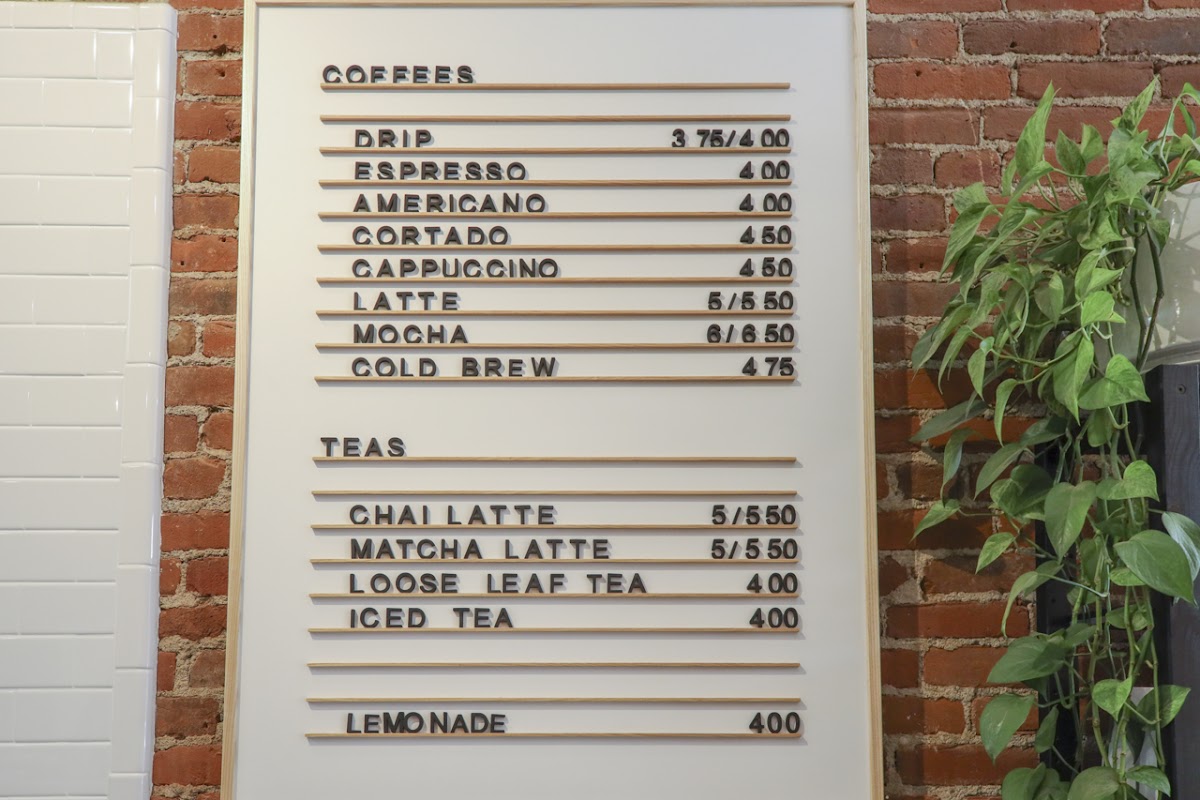 COFFEES
DRIP 3 75/4 00
ESPRESSO 4 00
AMERICANO 4 00
CORTADO 4 50
CAPPUCCINO 4 50
LATTE 5/5 50
MOCHA 6/6 50
COLD BREW 4 75
TEAS
CHAI LATTE 5/5 50
MATCHA LATTE 5/5 50
LOOSE LEAF TEA 4 00
ICED TEA 4 00
LEMONADE 4 00